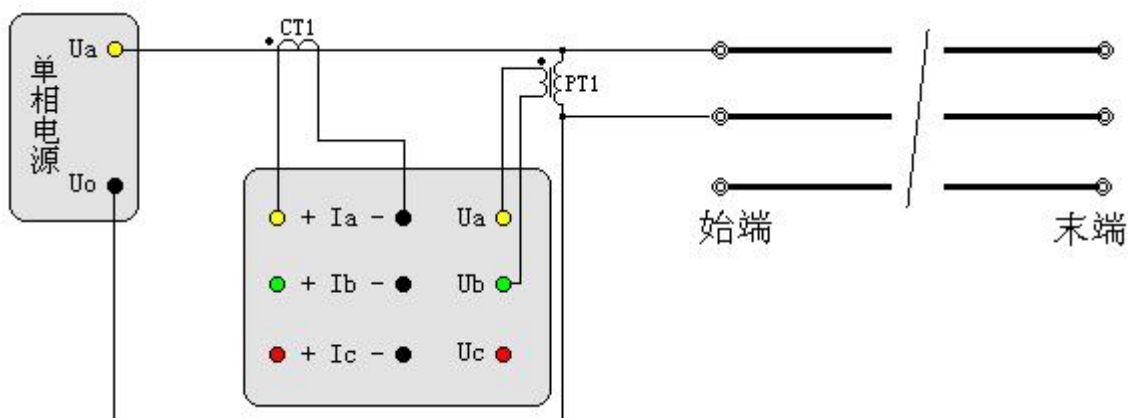 CT1
Ua
PT1
单相电源
Uo
+ Ia - Ua
始端 末端
+ Ib - Ub
+ Ic - Uc